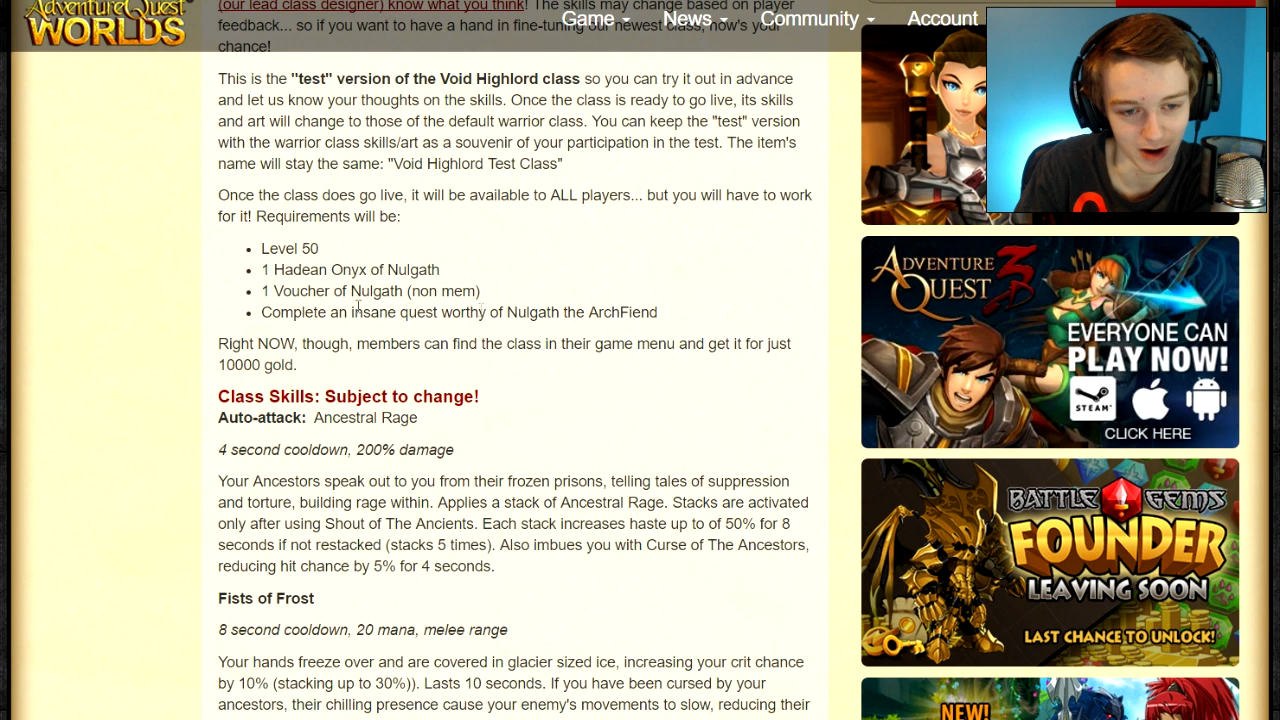 AdventureQuest
WORLDS
Game
News
Community
Account
(our lead class designer) know what you think! The skills may change based on player
feedback... so if you want to have a hand in fine-tuning our newest class, now's your
chance!
This is the "test" version of the Void Highlord class so you can try it out in advance
and let us know your thoughts on the skills. Once the class is ready to go live, its skills
and art will change to those of the default warrior class. You can keep the "test" version
with the warrior class skills/art as a souvenir of your participation in the test. The item's
name will stay the same: "Void Highlord Test Class"
Once the class does go live, it will be available to ALL players... but you will have to work
for it! Requirements will be:
• Level 50
• 1 Hadean Onyx of Nulgath
• 1 Voucher of Nulgath (non mem)
• Complete an insane quest worthy of Nulgath the ArchFiend
Right NOW, though, members can find the class in their game menu and get it for just
10000 gold.
Class Skills: Subject to change!
Auto-attack: Ancestral Rage
4 second cooldown, 200% damage
Your Ancestors speak out to you from their frozen prisons, telling tales of suppression
and torture, building rage within. Applies a stack of Ancestral Rage. Stacks are activated
only after using Shout of The Ancients. Each stack increases haste up to of 50% for 8
seconds if not restacked (stacks 5 times). Also imbues you with Curse of The Ancestors,
reducing hit chance by 5% for 4 seconds.
Fists of Frost
8 second cooldown, 20 mana, melee range
Your hands freeze over and are covered in glacier sized ice, increasing your crit chance
by 10% (stacking up to 30%)). Lasts 10 seconds. If you have been cursed by your
ancestors, their chilling presence cause your enemy's movements to slow, reducing their
ADVENTURE
QUEST 3
EVERYONE CAN
PLAY NOW!
STEAM
CLICK HERE
BATTLE GEMS
FOUNDER
LEAVING SOON
LAST CHANCE TO UNLOCK!
NEW!